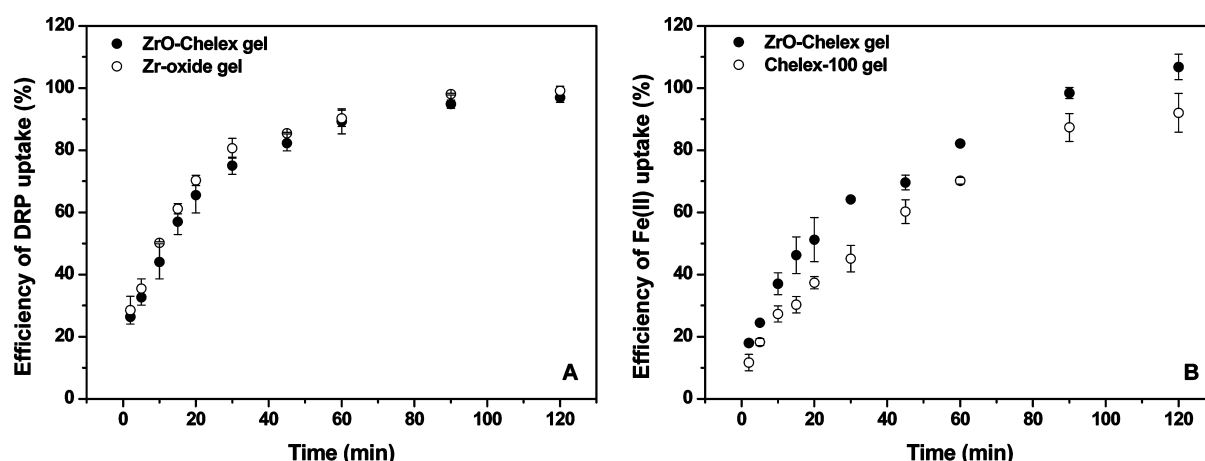 120
100
80
60
40
20
0
Efficiency of DRP uptake (%)
ZrO-Chelex gel
Zr-oxide gel
A
0 20 40 60 80 100 120
Time (min)
120
100
80
60
40
20
0
Efficiency of Fe(II) uptake (%)
ZrO-Chelex gel
Chelex-100 gel
B
0 20 40 60 80 100 120
Time (min)